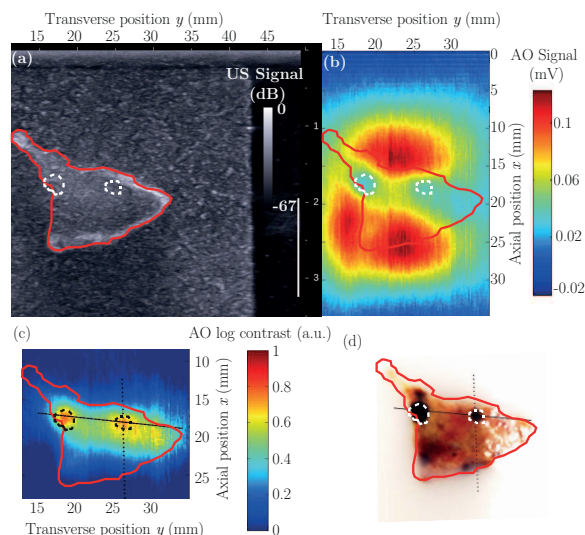 Transverse position y (mm)
15 20 25 30
(a)
US Signal
(dB)
0
-67
1
2
3
Transverse position y (mm)
15 20 25 30
(b)
0
5
10
15
20
25
30
Axial position x (mm)
AO Signal
(mV)
0.1
0.06
0.02
-0.02
(c)
AO log contrast (a.u.)
10
15
20
25
Axial position x (mm)
1
0.8
0.6
0.4
0.2
0
15 20 25 30
Transverse position y (mm)
(d)